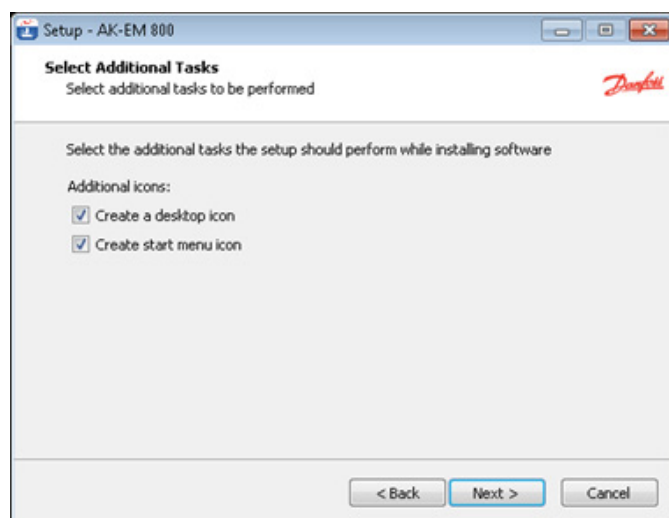 Setup - AK-EM 800
Select Additional Tasks
Select additional tasks to be performed
Danfoss
Select the additional tasks the setup should perform while installing software
Additional icons:
Create a desktop icon
Create start menu icon
< Back
Next >
Cancel